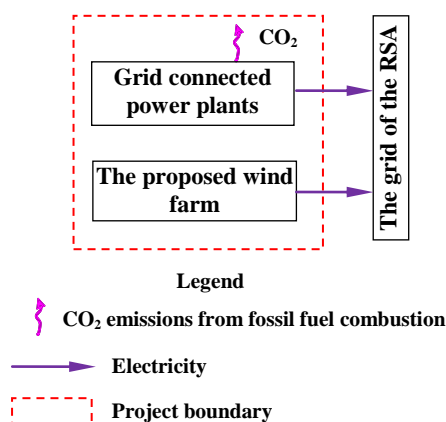 CO₂
Grid connected
power plants
The proposed wind
farm
The grid of the RSA
Legend
CO₂ emissions from fossil fuel combustion
Electricity
Project boundary